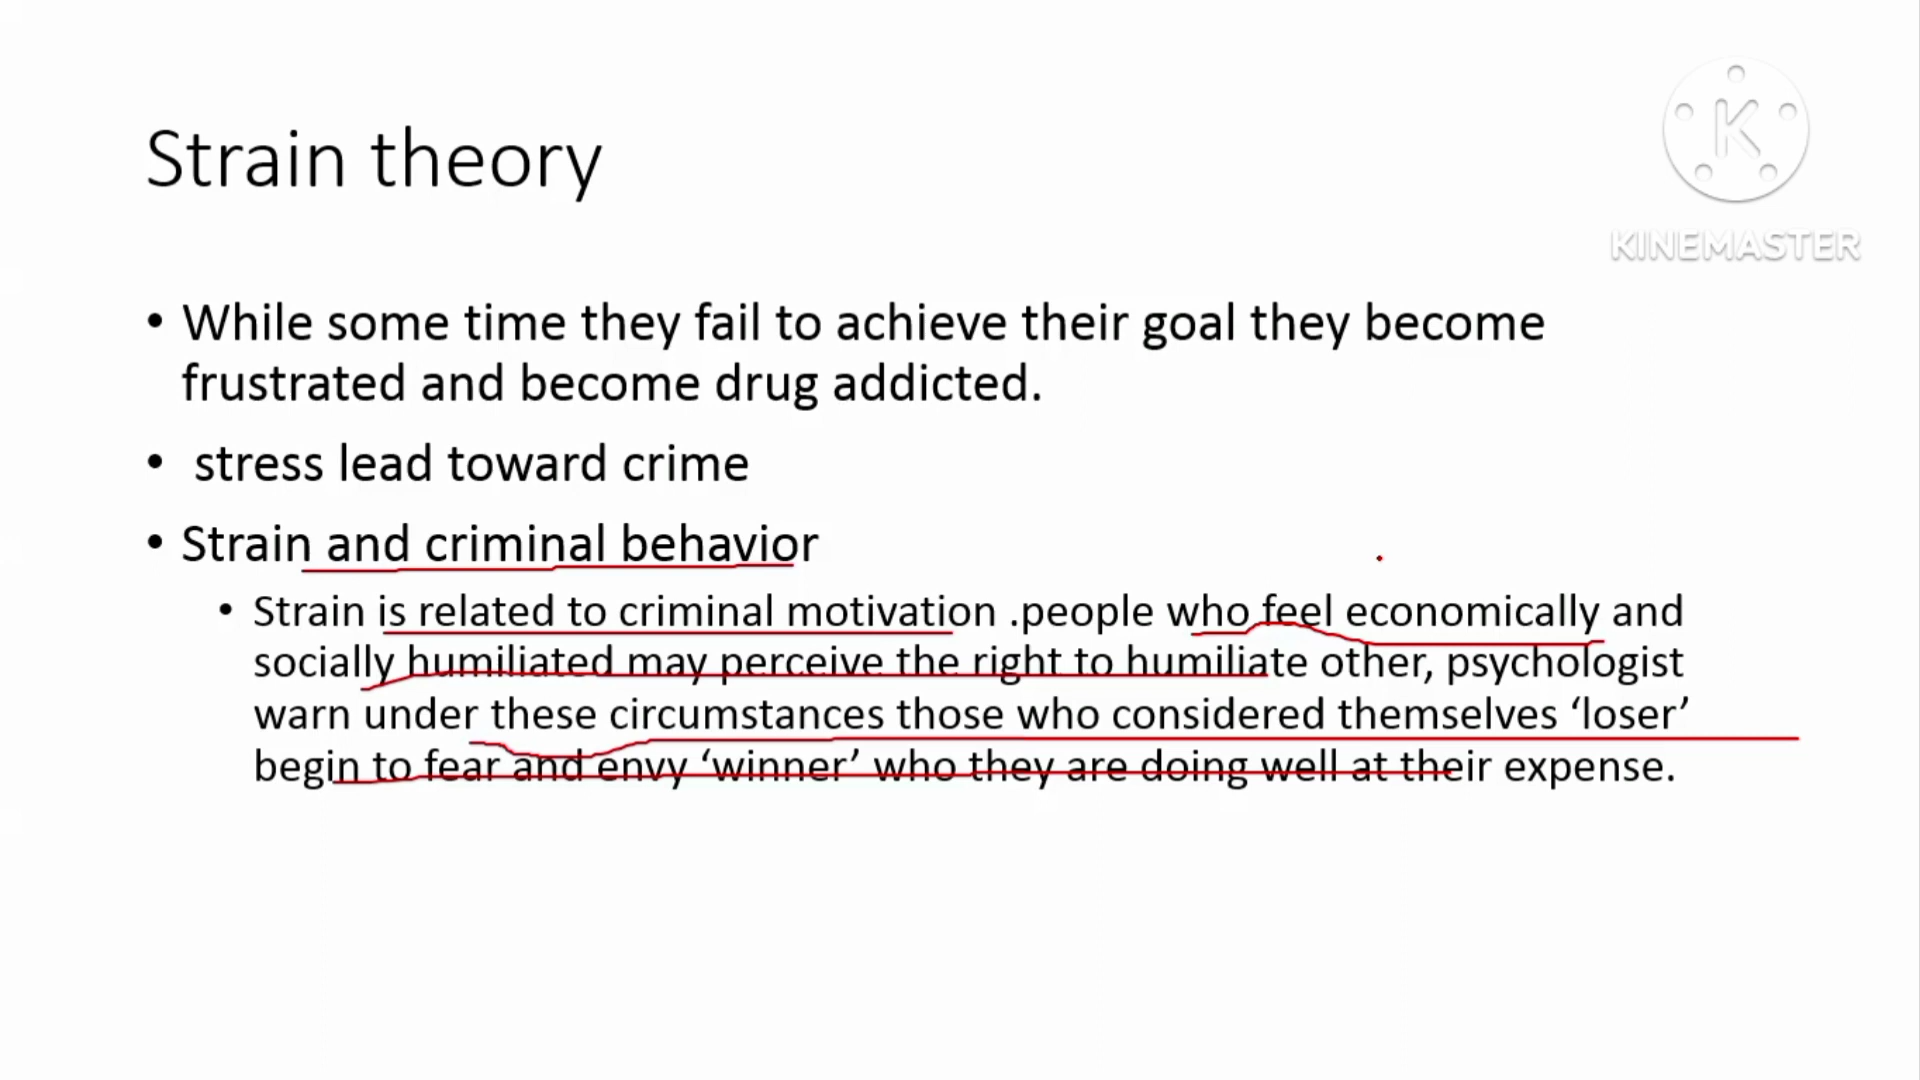 Strain theory
K
KINEMASTER
• While some time they fail to achieve their goal they become
frustrated and become drug addicted.
• stress lead toward crime
• Strain and criminal behavior
• Strain is related to criminal motivation .people who feel economically and
socially humiliated may perceive the right to humiliate other, psychologist
warn under these circumstances those who considered themselves ‘loser’
begin to fear and envy ‘winner’ who they are doing well at their expense.